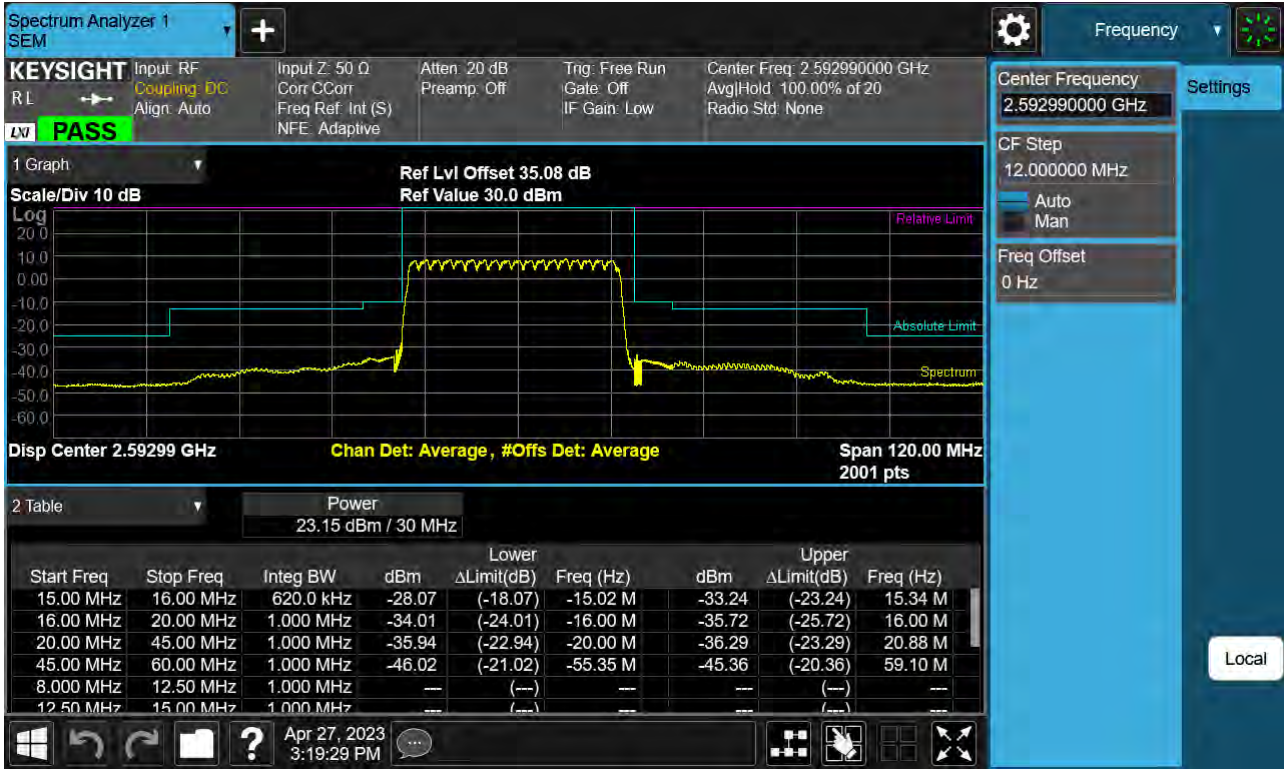 Spectrum Analyzer 1
SEM
Frequency
KEYSIGHT
Input: RF
Coupling: DC
Align: Auto
Input Z: 50 Ω
Corr CCorr
Freq Ref: Int (S)
NFE: Adaptive
Atten: 20 dB
Preamp: Off
Trig: Free Run
Gate: Off
IF Gain: Low
Center Freq: 2.592990000 GHz
Avg|Hold: 100.00% of 20
Radio Std: None
R L
LXI
PASS
Center Frequency
2.592990000 GHz
Settings
CF Step
12.000000 MHz
Auto
Man
Freq Offset
0 Hz
1 Graph
Scale/Div 10 dB
Ref Lvl Offset 35.08 dB
Ref Value 30.0 dBm
Log
20.0
10.0
0.00
-10.0
-20.0
-30.0
-40.0
-50.0
-60.0
Relative Limit
Absolute Limit
Spectrum
Disp Center 2.59299 GHz
Chan Det: Average , #Offs Det: Average
Span 120.00 MHz
2001 pts
2 Table
Power
23.15 dBm / 30 MHz
Lower Upper
Start Freq Stop Freq Integ BW dBm ΔLimit(dB) Freq (Hz) dBm ΔLimit(dB) Freq (Hz)
15.00 MHz 16.00 MHz 620.0 kHz -28.07 (-18.07) -15.02 M -33.24 (-23.24) 15.34 M
16.00 MHz 20.00 MHz 1.000 MHz -34.01 (-24.01) -16.00 M -35.72 (-25.72) 16.00 M
20.00 MHz 45.00 MHz 1.000 MHz -35.94 (-22.94) -20.00 M -36.29 (-23.29) 20.88 M
45.00 MHz 60.00 MHz 1.000 MHz -46.02 (-21.02) -55.35 M -45.36 (-20.36) 59.10 M
8.000 MHz 12.50 MHz 1.000 MHz --- (---) --- --- (---) ---
12.50 MHz 15.00 MHz 1.000 MHz --- (---) --- --- (---) ---
Local
Apr 27, 2023
3:19:29 PM